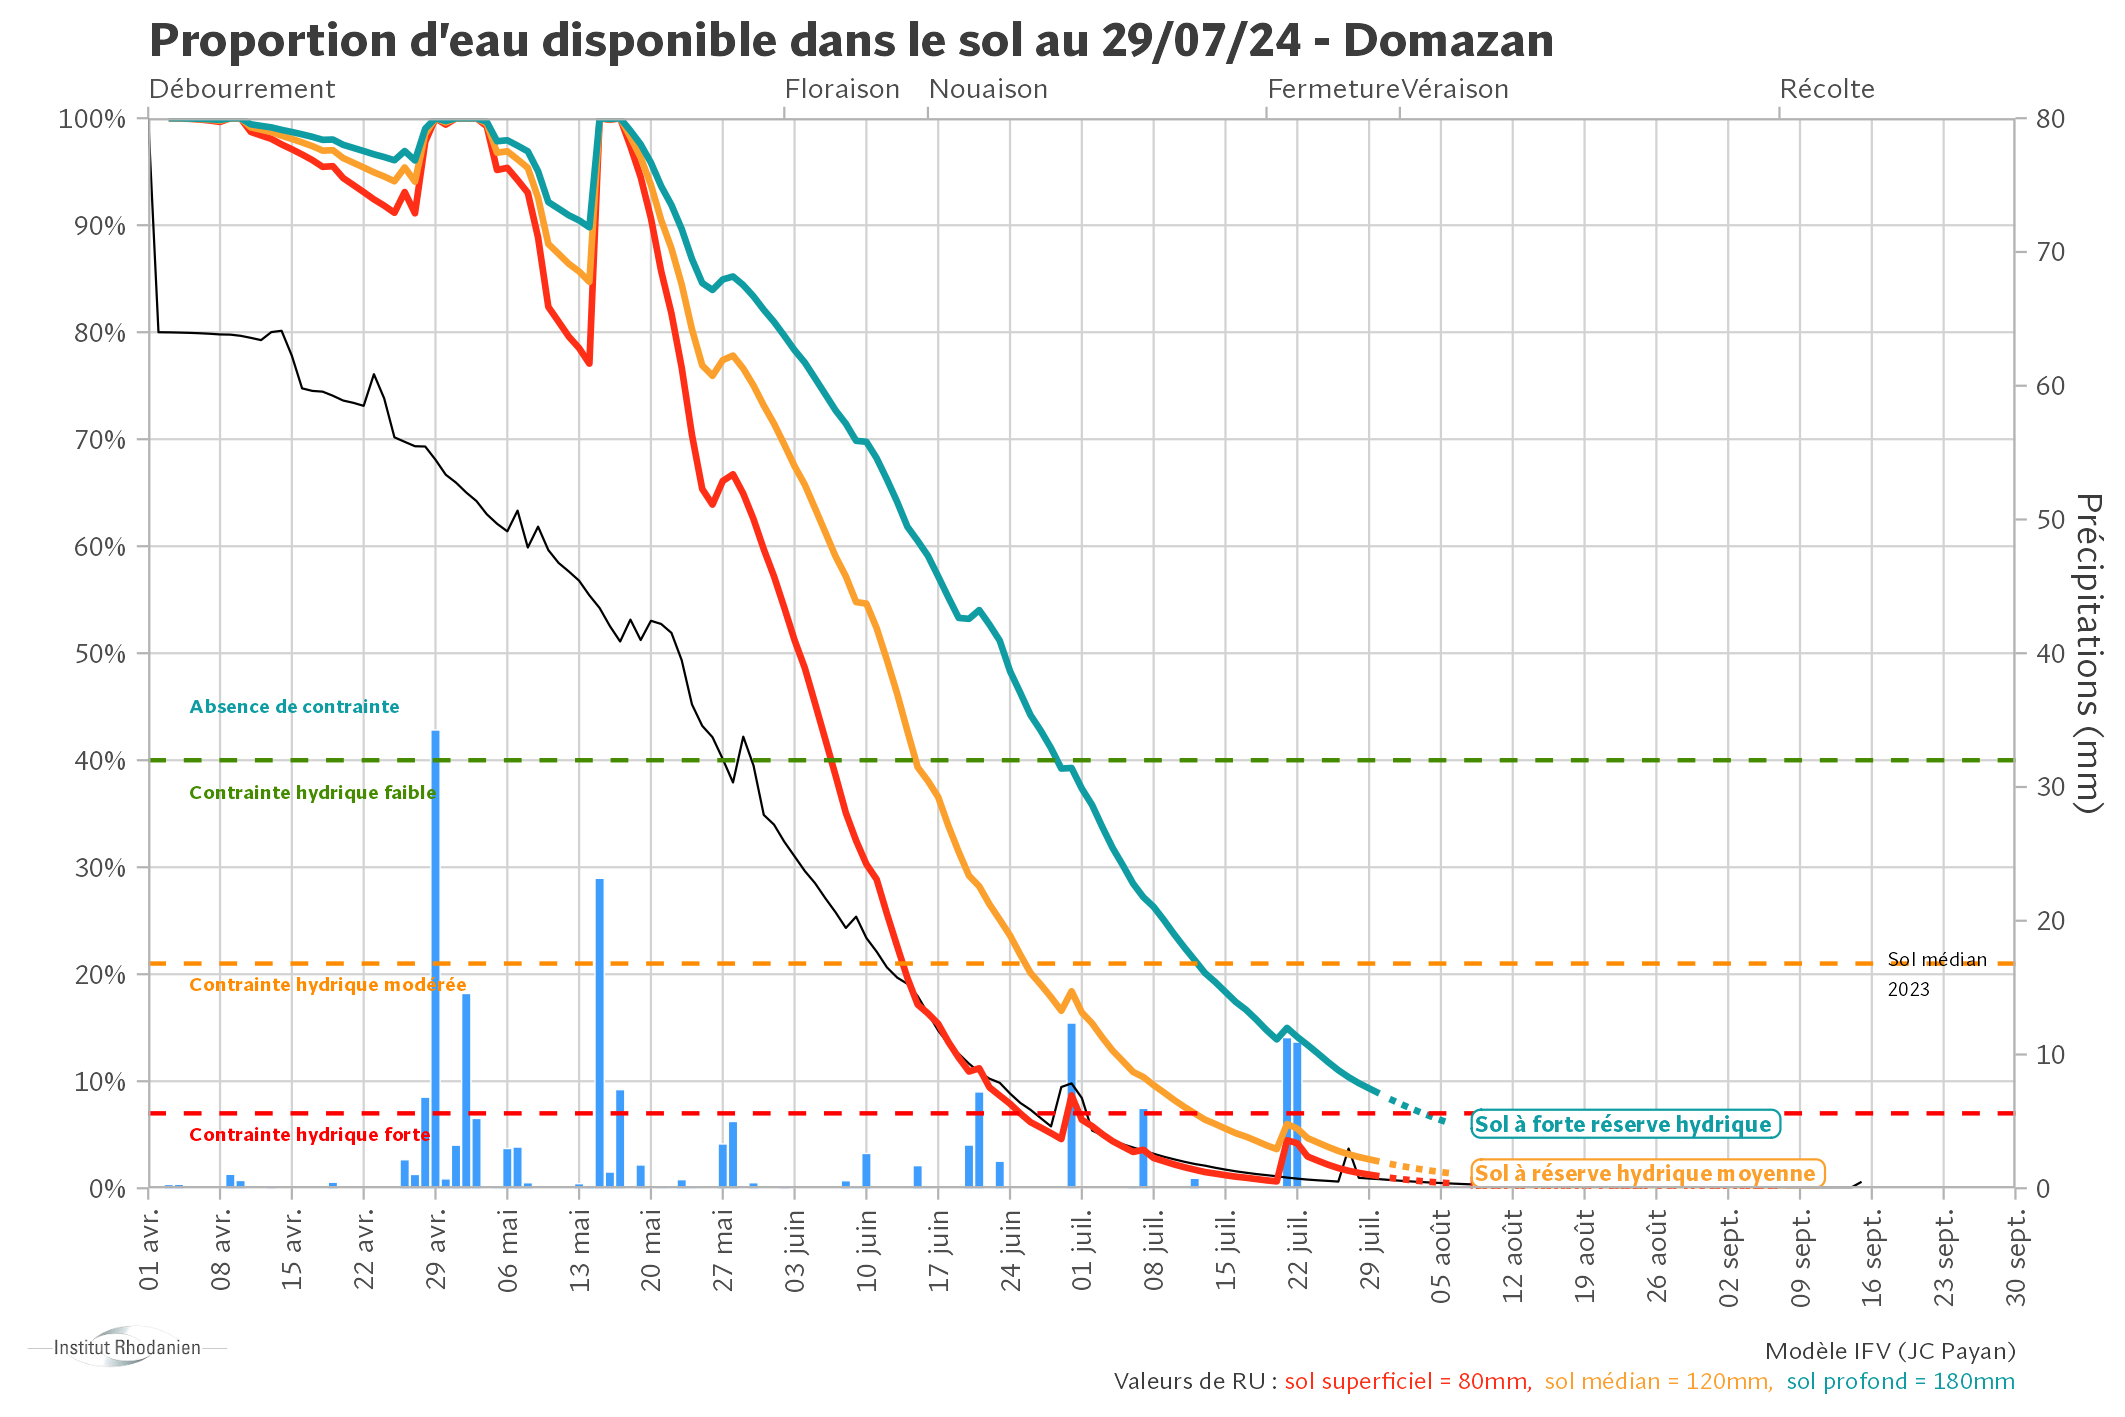 Proportion d'eau disponible dans le sol au 29/07/24 - Domazan
Débourrement Floraison Nouaison Fermeture Véraison Récolte
100%
90%
80%
70%
60%
50%
40%
30%
20%
10%
0%
80
70
60
50
40
30
20
10
0
Précipitations (mm)
Absence de contrainte
Contrainte hydrique faible
Contrainte hydrique modérée
Contrainte hydrique forte
Sol médian
2023
Sol à forte réserve hydrique
Sol à réserve hydrique moyenne
01 avr.
08 avr.
15 avr.
22 avr.
29 avr.
06 mai
13 mai
20 mai
27 mai
03 juin
10 juin
17 juin
24 juin
01 juil.
08 juil.
15 juil.
22 juil.
29 juil.
05 août
12 août
19 août
26 août
02 sept.
09 sept.
16 sept.
23 sept.
30 sept.
Institut Rhodanien
Modèle IFV (JC Payan)
Valeurs de RU : sol superficiel = 80mm, sol médian = 120mm, sol profond = 180mm